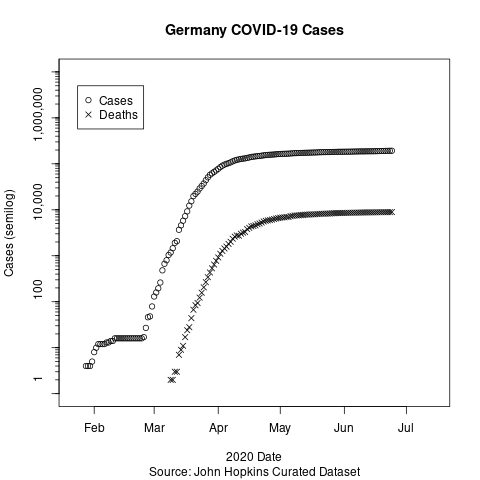 Germany COVID-19 Cases
Cases
Deaths
Cases (semilog)
1,000,000
10,000
100
1
Feb Mar Apr May Jun Jul
2020 Date
Source: John Hopkins Curated Dataset